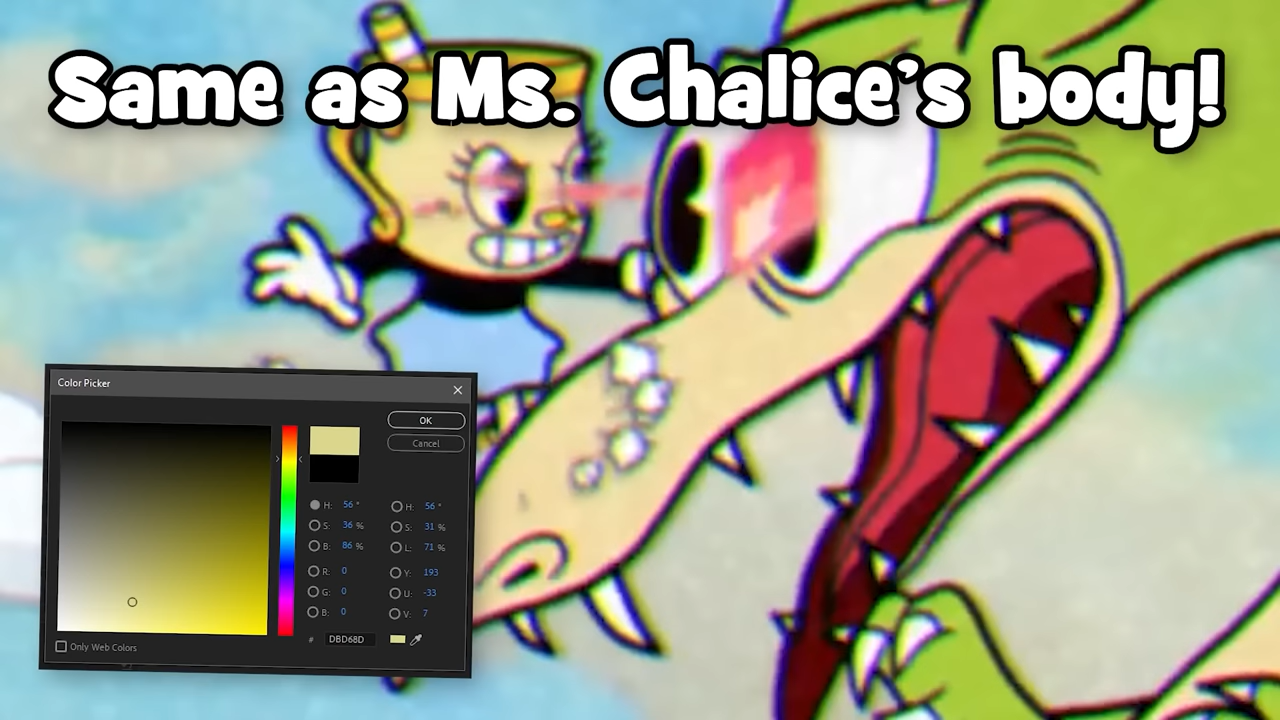 Same as Ms. Chalice's body!
Color Picker
OK
Cancel
H: 56 °
H: 56 °
S: 36 %
S: 31 %
B: 86 %
L: 71 %
R: 0
Y: 193
G: 0
U: -33
B: 0
V: 7
# DBD68D
Only Web Colors